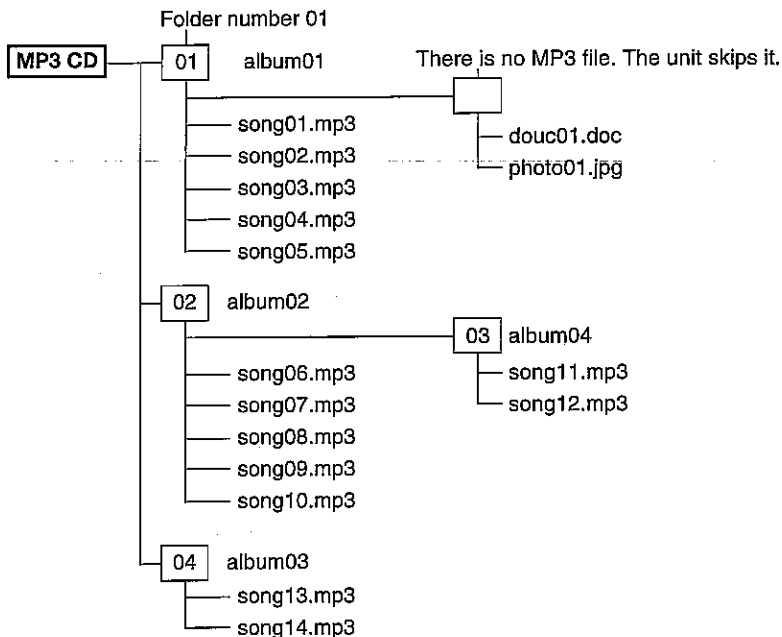 Folder number 01
MP3 CD
01 album01
There is no MP3 file. The unit skips it.
song01.mp3
song02.mp3
song03.mp3
song04.mp3
song05.mp3
douc01.doc
photo01.jpg
02 album02
03 album04
song06.mp3
song07.mp3
song08.mp3
song09.mp3
song10.mp3
song11.mp3
song12.mp3
04 album03
song13.mp3
song14.mp3